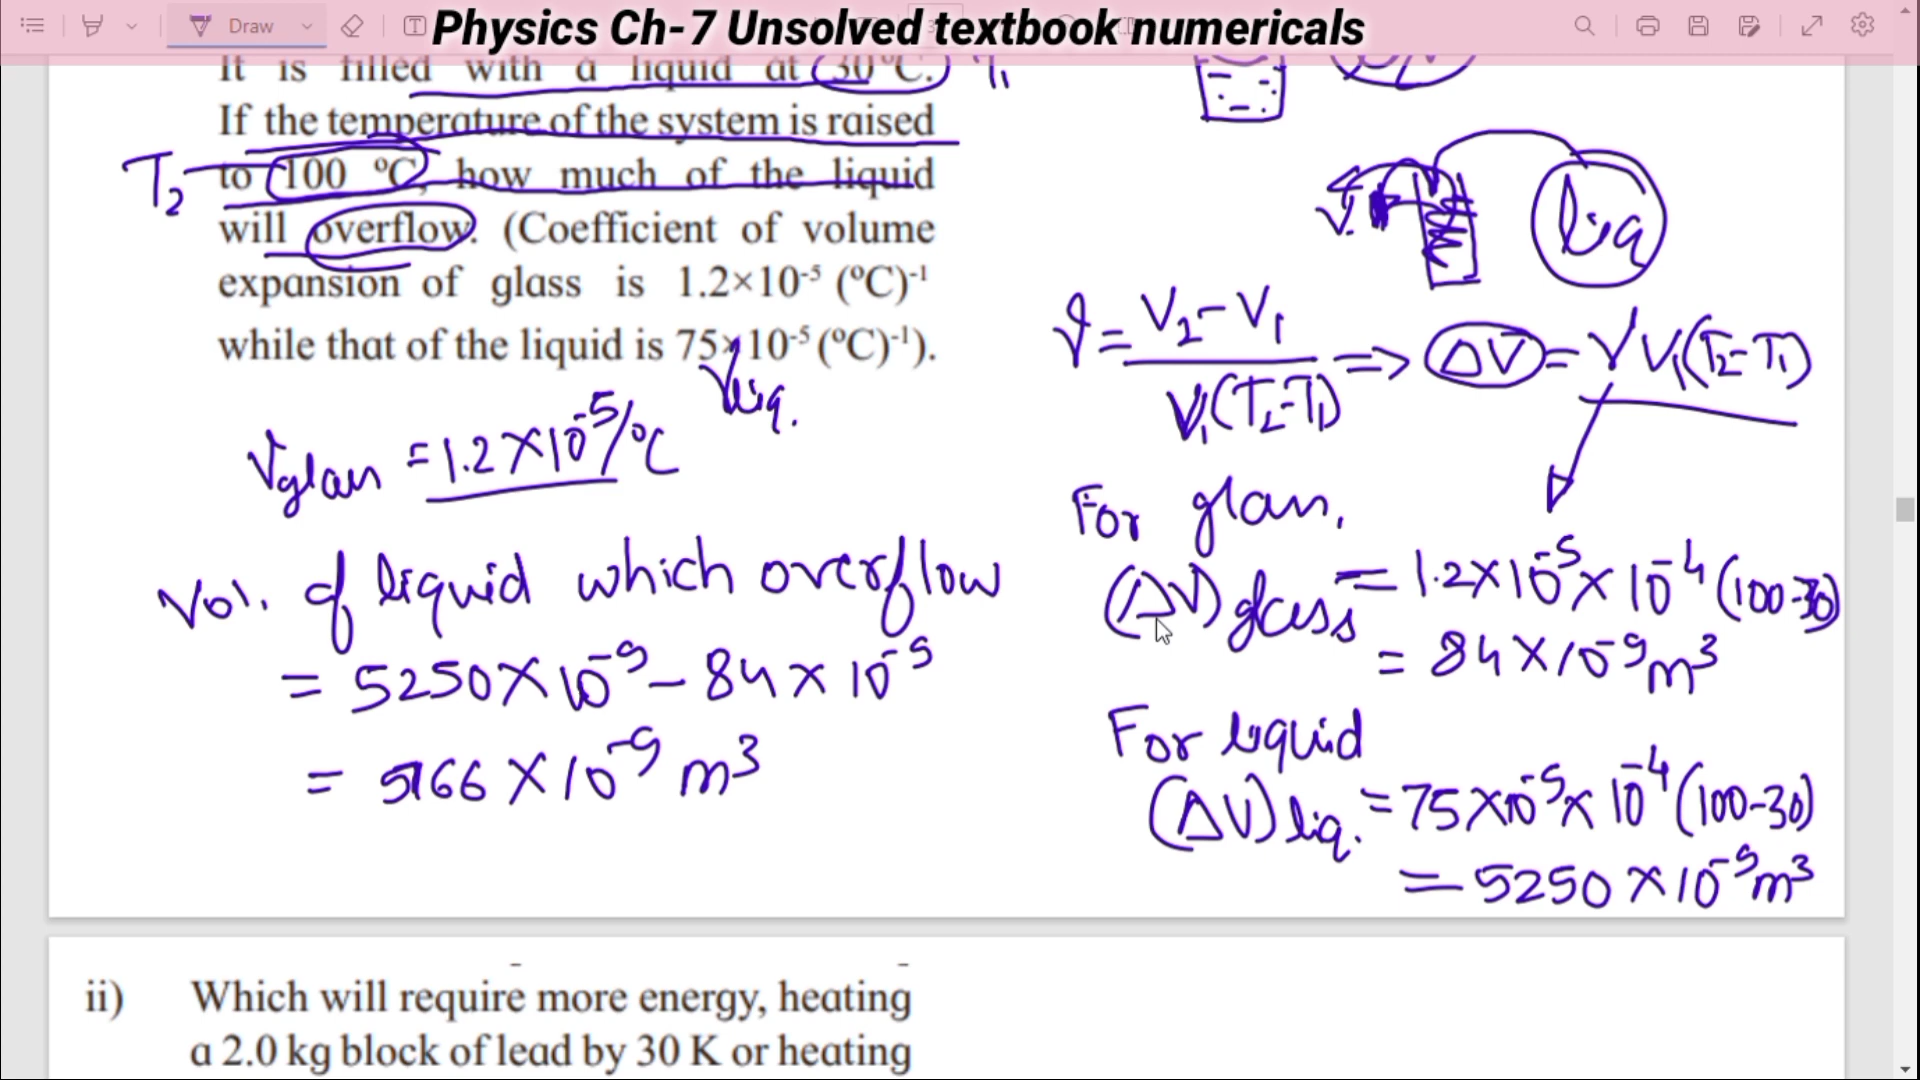 Draw
Physics Ch-7 Unsolved textbook numericals
It is filled with a liquid at 30 ºC. T₁
If the temperature of the system is raised
T₂ to 100 ºC, how much of the liquid
will overflow. (Coefficient of volume
expansion of glass is 1.2×10⁻⁵ (ºC)⁻¹
while that of the liquid is 75×10⁻⁵ (ºC)⁻¹).
γliq.
γglass = 1.2 × 10⁻⁵/°C
Vol. of liquid which overflow
= 5250 × 10⁻⁹ – 84 × 10⁻⁹
= 5166 × 10⁻⁹ m³
liq
γ = V₂ – V₁ / V₁(T₂ – T₁) => ΔV = γ V₁(T₂ – T₁)
For glass,
(ΔV) glass = 1.2 × 10⁻⁵ × 10⁻⁴ (100-30)
= 84 × 10⁻⁹ m³
For liquid
(ΔV) liq. = 75 × 10⁻⁵ × 10⁻⁴ (100-30)
= 5250 × 10⁻⁹ m³
ii) Which will require more energy, heating
a 2.0 kg block of lead by 30 K or heating